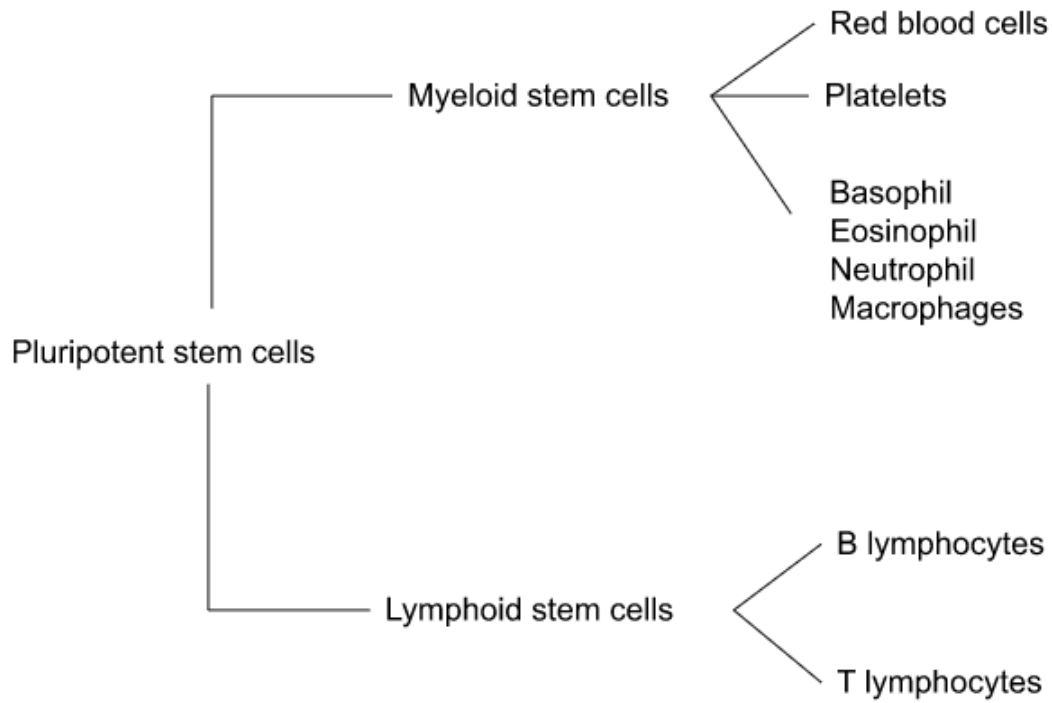 Red blood cells
Myeloid stem cells
Platelets
Basophil
Eosinophil
Neutrophil
Macrophages
Pluripotent stem cells
B lymphocytes
Lymphoid stem cells
T lymphocytes